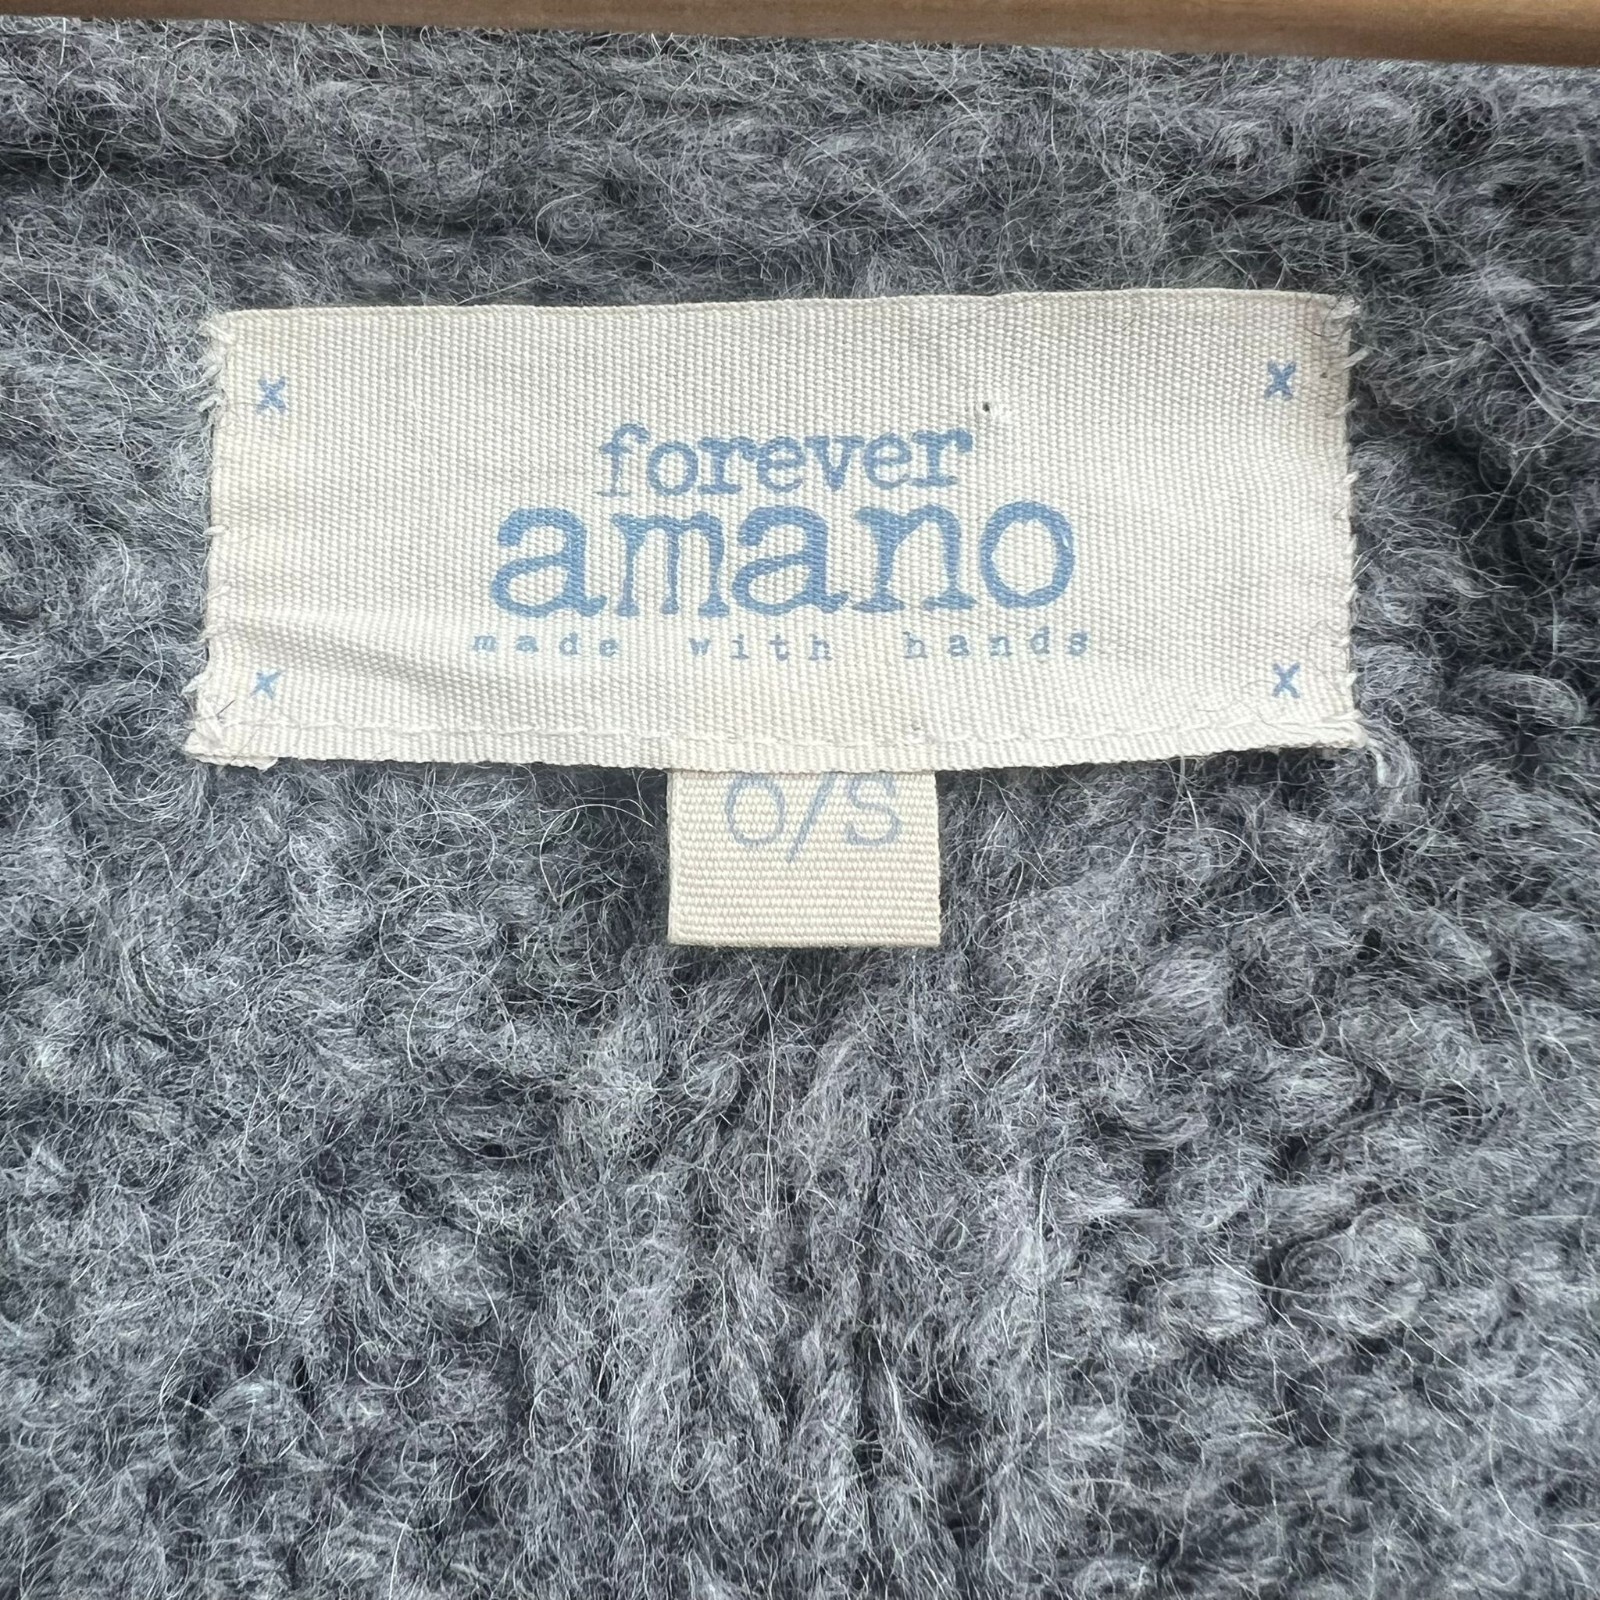 x x
forever
amano
made with hands
x x
O/S